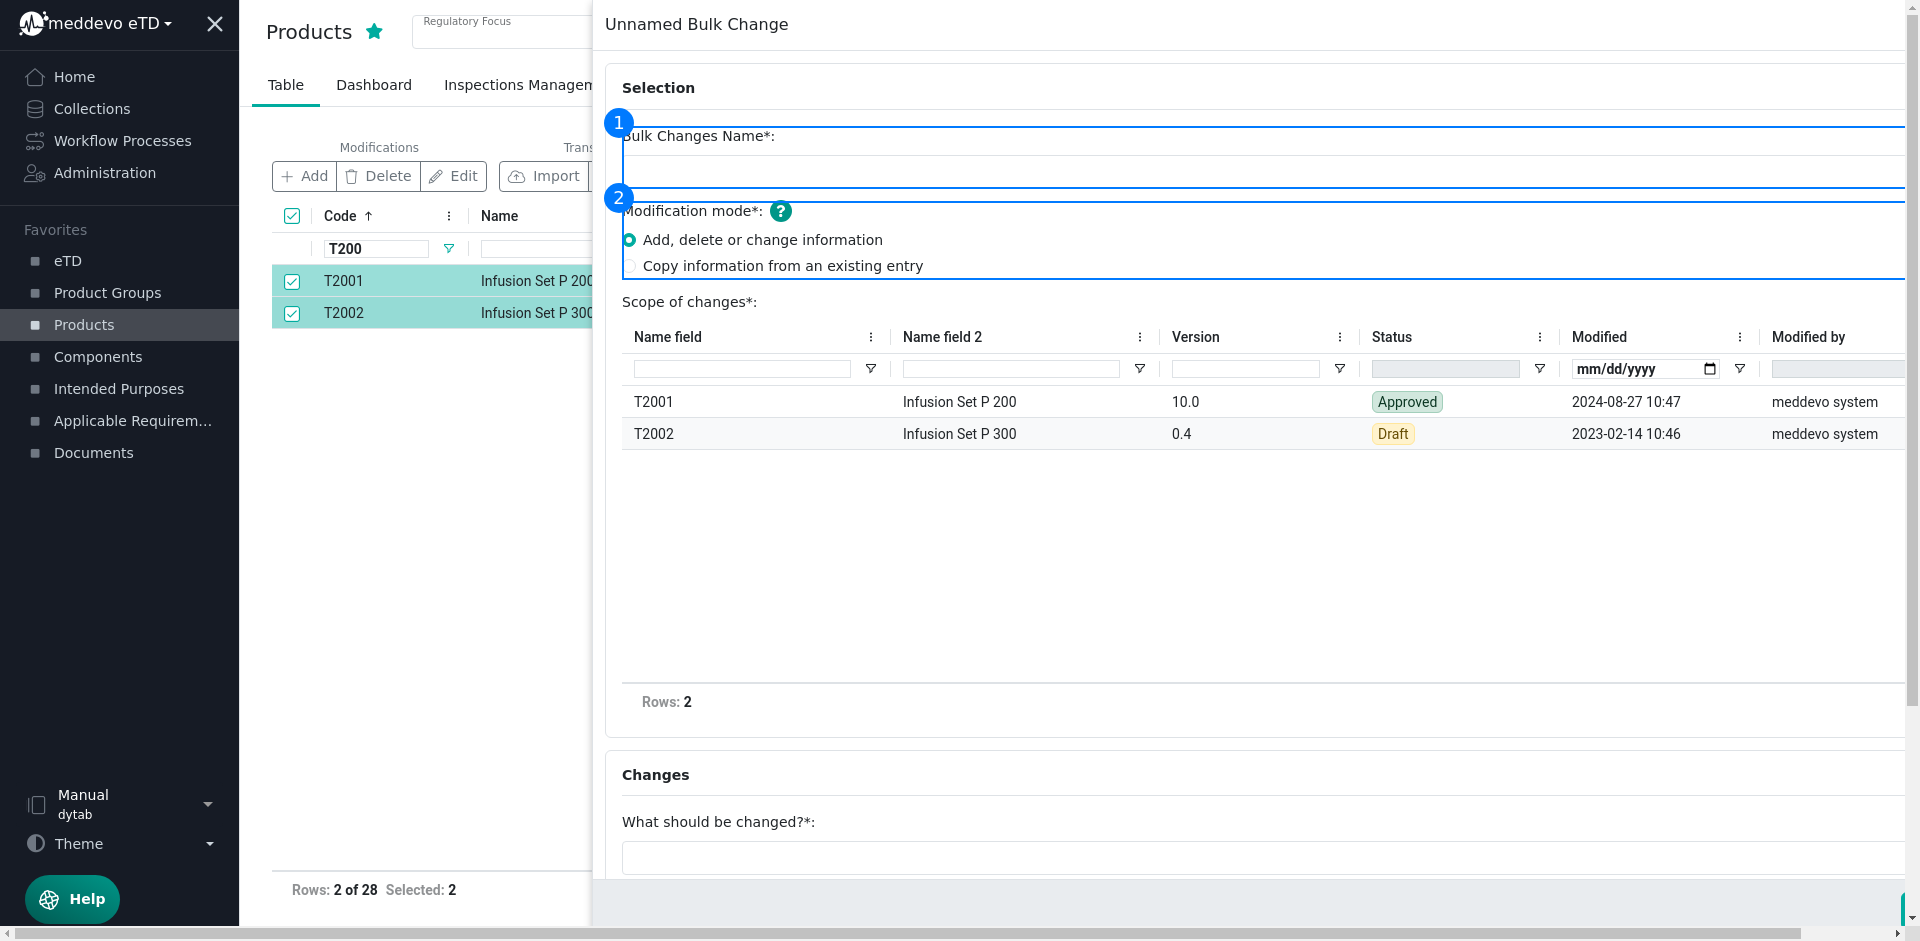 meddevo eTD
Home
Collections
Workflow Processes
Administration
Favorites
eTD
Product Groups
Products
Components
Intended Purposes
Applicable Requirem...
Documents
Manual
dytab
Theme
Help
Products
Regulatory Focus
Table
Dashboard
Inspections Managem
Modifications
Trans
Add
Delete
Edit
Import
Code
Name
T200
T2001
Infusion Set P 200
T2002
Infusion Set P 300
Rows: 2 of 28 Selected: 2
Unnamed Bulk Change
Selection
1
Bulk Changes Name*:
2
Modification mode*: ?
Add, delete or change information
Copy information from an existing entry
Scope of changes*:
Name field Name field 2 Version Status Modified Modified by
mm/dd/yyyy
T2001 Infusion Set P 200 10.0 Approved 2024-08-27 10:47 meddevo system
T2002 Infusion Set P 300 0.4 Draft 2023-02-14 10:46 meddevo system
Rows: 2
Changes
What should be changed?*: